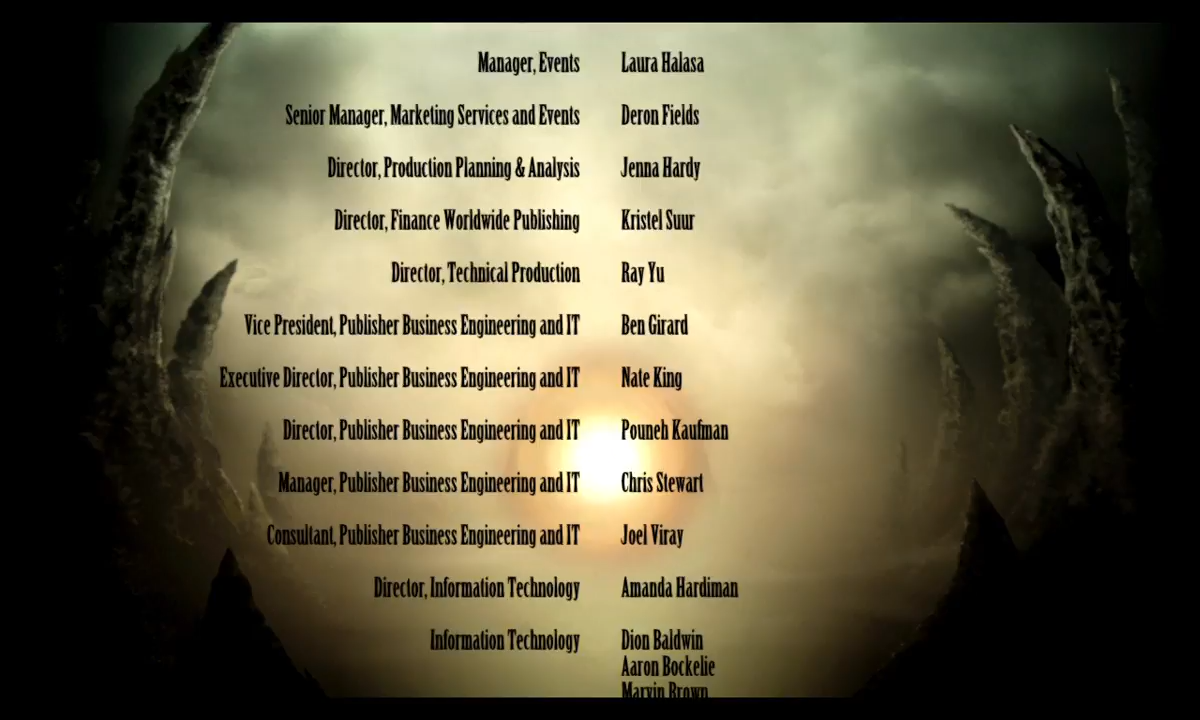 Manager, Events Laura Halasa
Senior Manager, Marketing Services and Events Deron Fields
Director, Production Planning & Analysis Jenna Hardy
Director, Finance Worldwide Publishing Kristel Suur
Director, Technical Production Ray Yu
Vice President, Publisher Business Engineering and IT Ben Girard
Executive Director, Publisher Business Engineering and IT Nate King
Director, Publisher Business Engineering and IT Pouneh Kaufman
Manager, Publisher Business Engineering and IT Chris Stewart
Consultant, Publisher Business Engineering and IT Joel Viray
Director, Information Technology Amanda Hardiman
Information Technology Dion Baldwin
Aaron Bockelie
Marvin Brown